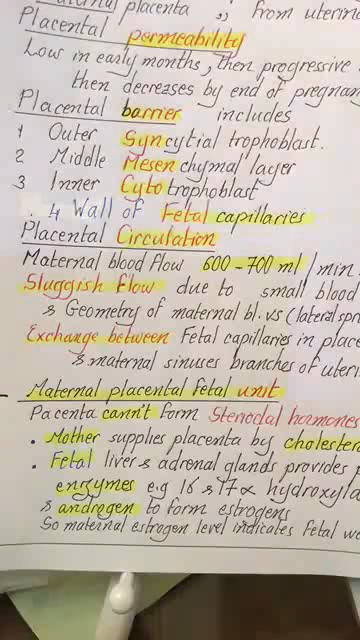 placenta ,, from uterin
Placental permeability
Low in early months, then progressive
then decreases by end of pregnan
Placental barrier includes
1 Outer Syncytial trophoblast.
2 Middle Mesenchymal layer
3 Inner Cytotrophoblast
. 4 Wall of Fetal capillaries
Placental Circulation
Maternal blood flow 600-700 ml/min.
Sluggish Flow due to small blood
& Geometry of maternal bl.vs (lateral spr
Exchange between Fetal capillaries in place
& maternal sinuses branches of uteri
Maternal placental fetal unit
Pacenta cann't form Steriodal hormones
• Mother supplies placenta by cholester
• Fetal liver & adrenal glands provides
enzymes e.g 16 & 17 α hydroxyla
& androgen to form estrogens
So maternal estrogen level indicates Fetal w